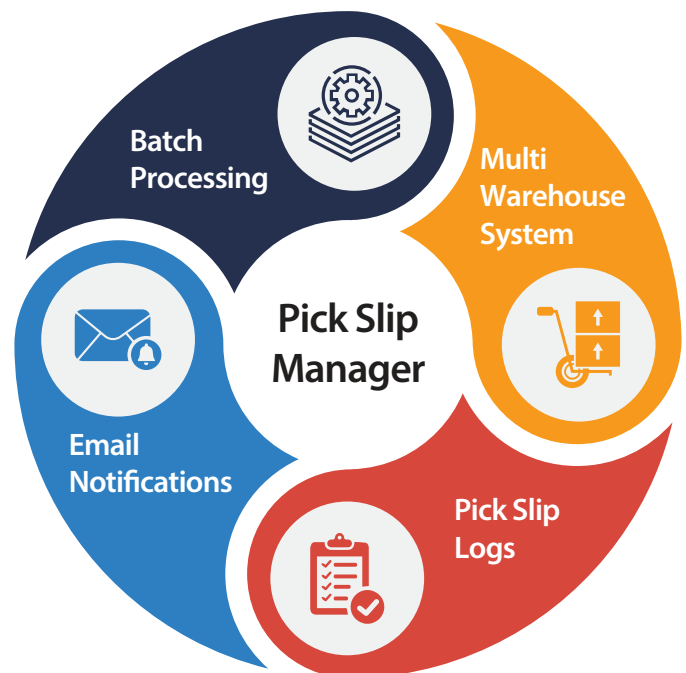 Batch
Processing
Multi
Warehouse
System
Pick Slip
Manager
Email
Notifications
Pick Slip
Logs